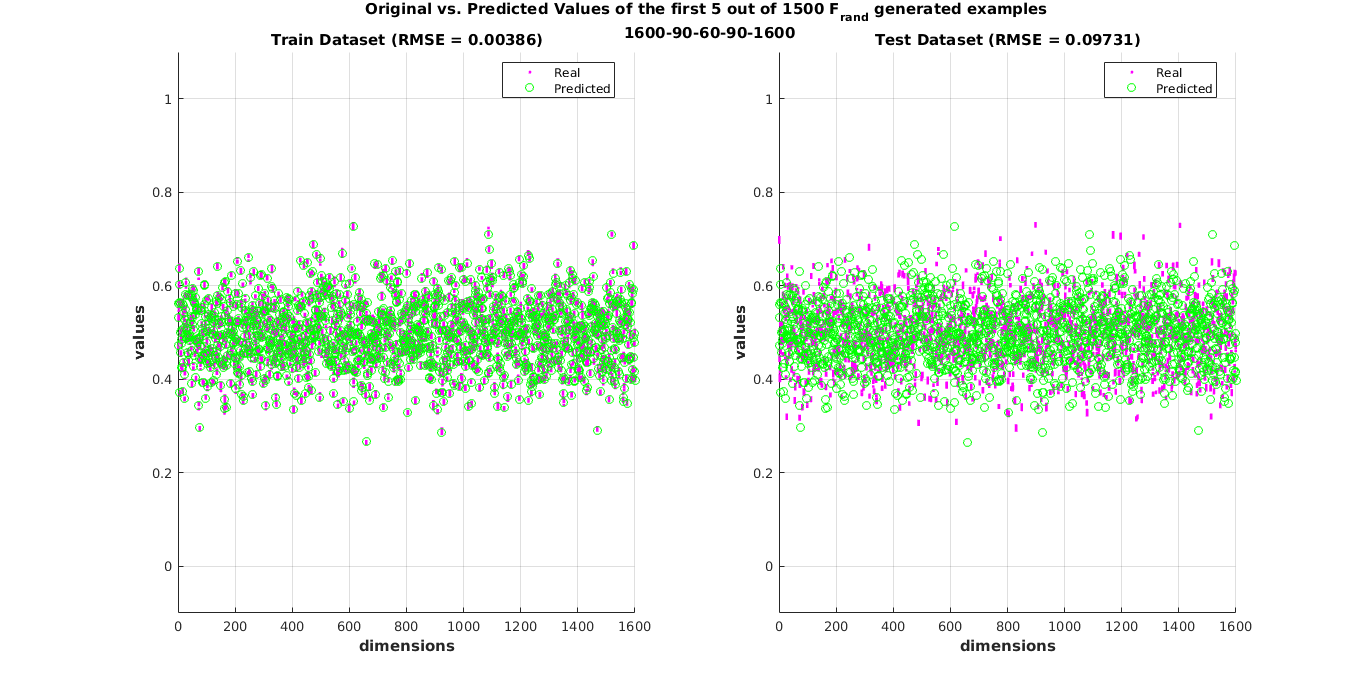 Original vs. Predicted Values of the first 5 out of 1500 F_rand generated examples
1600-90-60-90-1600
Train Dataset (RMSE = 0.00386)
Real
Predicted
values
1
0.8
0.6
0.4
0.2
0
0 200 400 600 800 1000 1200 1400 1600
dimensions
Test Dataset (RMSE = 0.09731)
Real
Predicted
values
1
0.8
0.6
0.4
0.2
0
0 200 400 600 800 1000 1200 1400 1600
dimensions